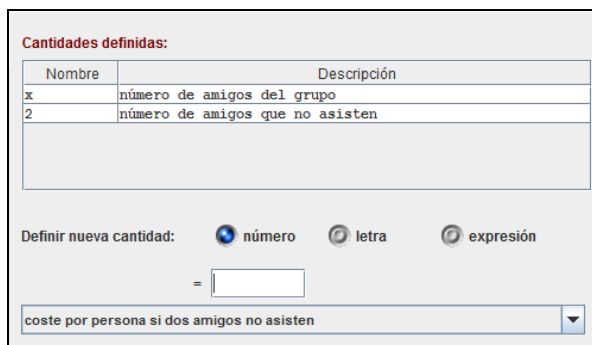 Cantidades definidas:
Nombre Descripción
x número de amigos del grupo
2 número de amigos que no asisten
Definir nueva cantidad: número letra expresión
=
coste por persona si dos amigos no asisten